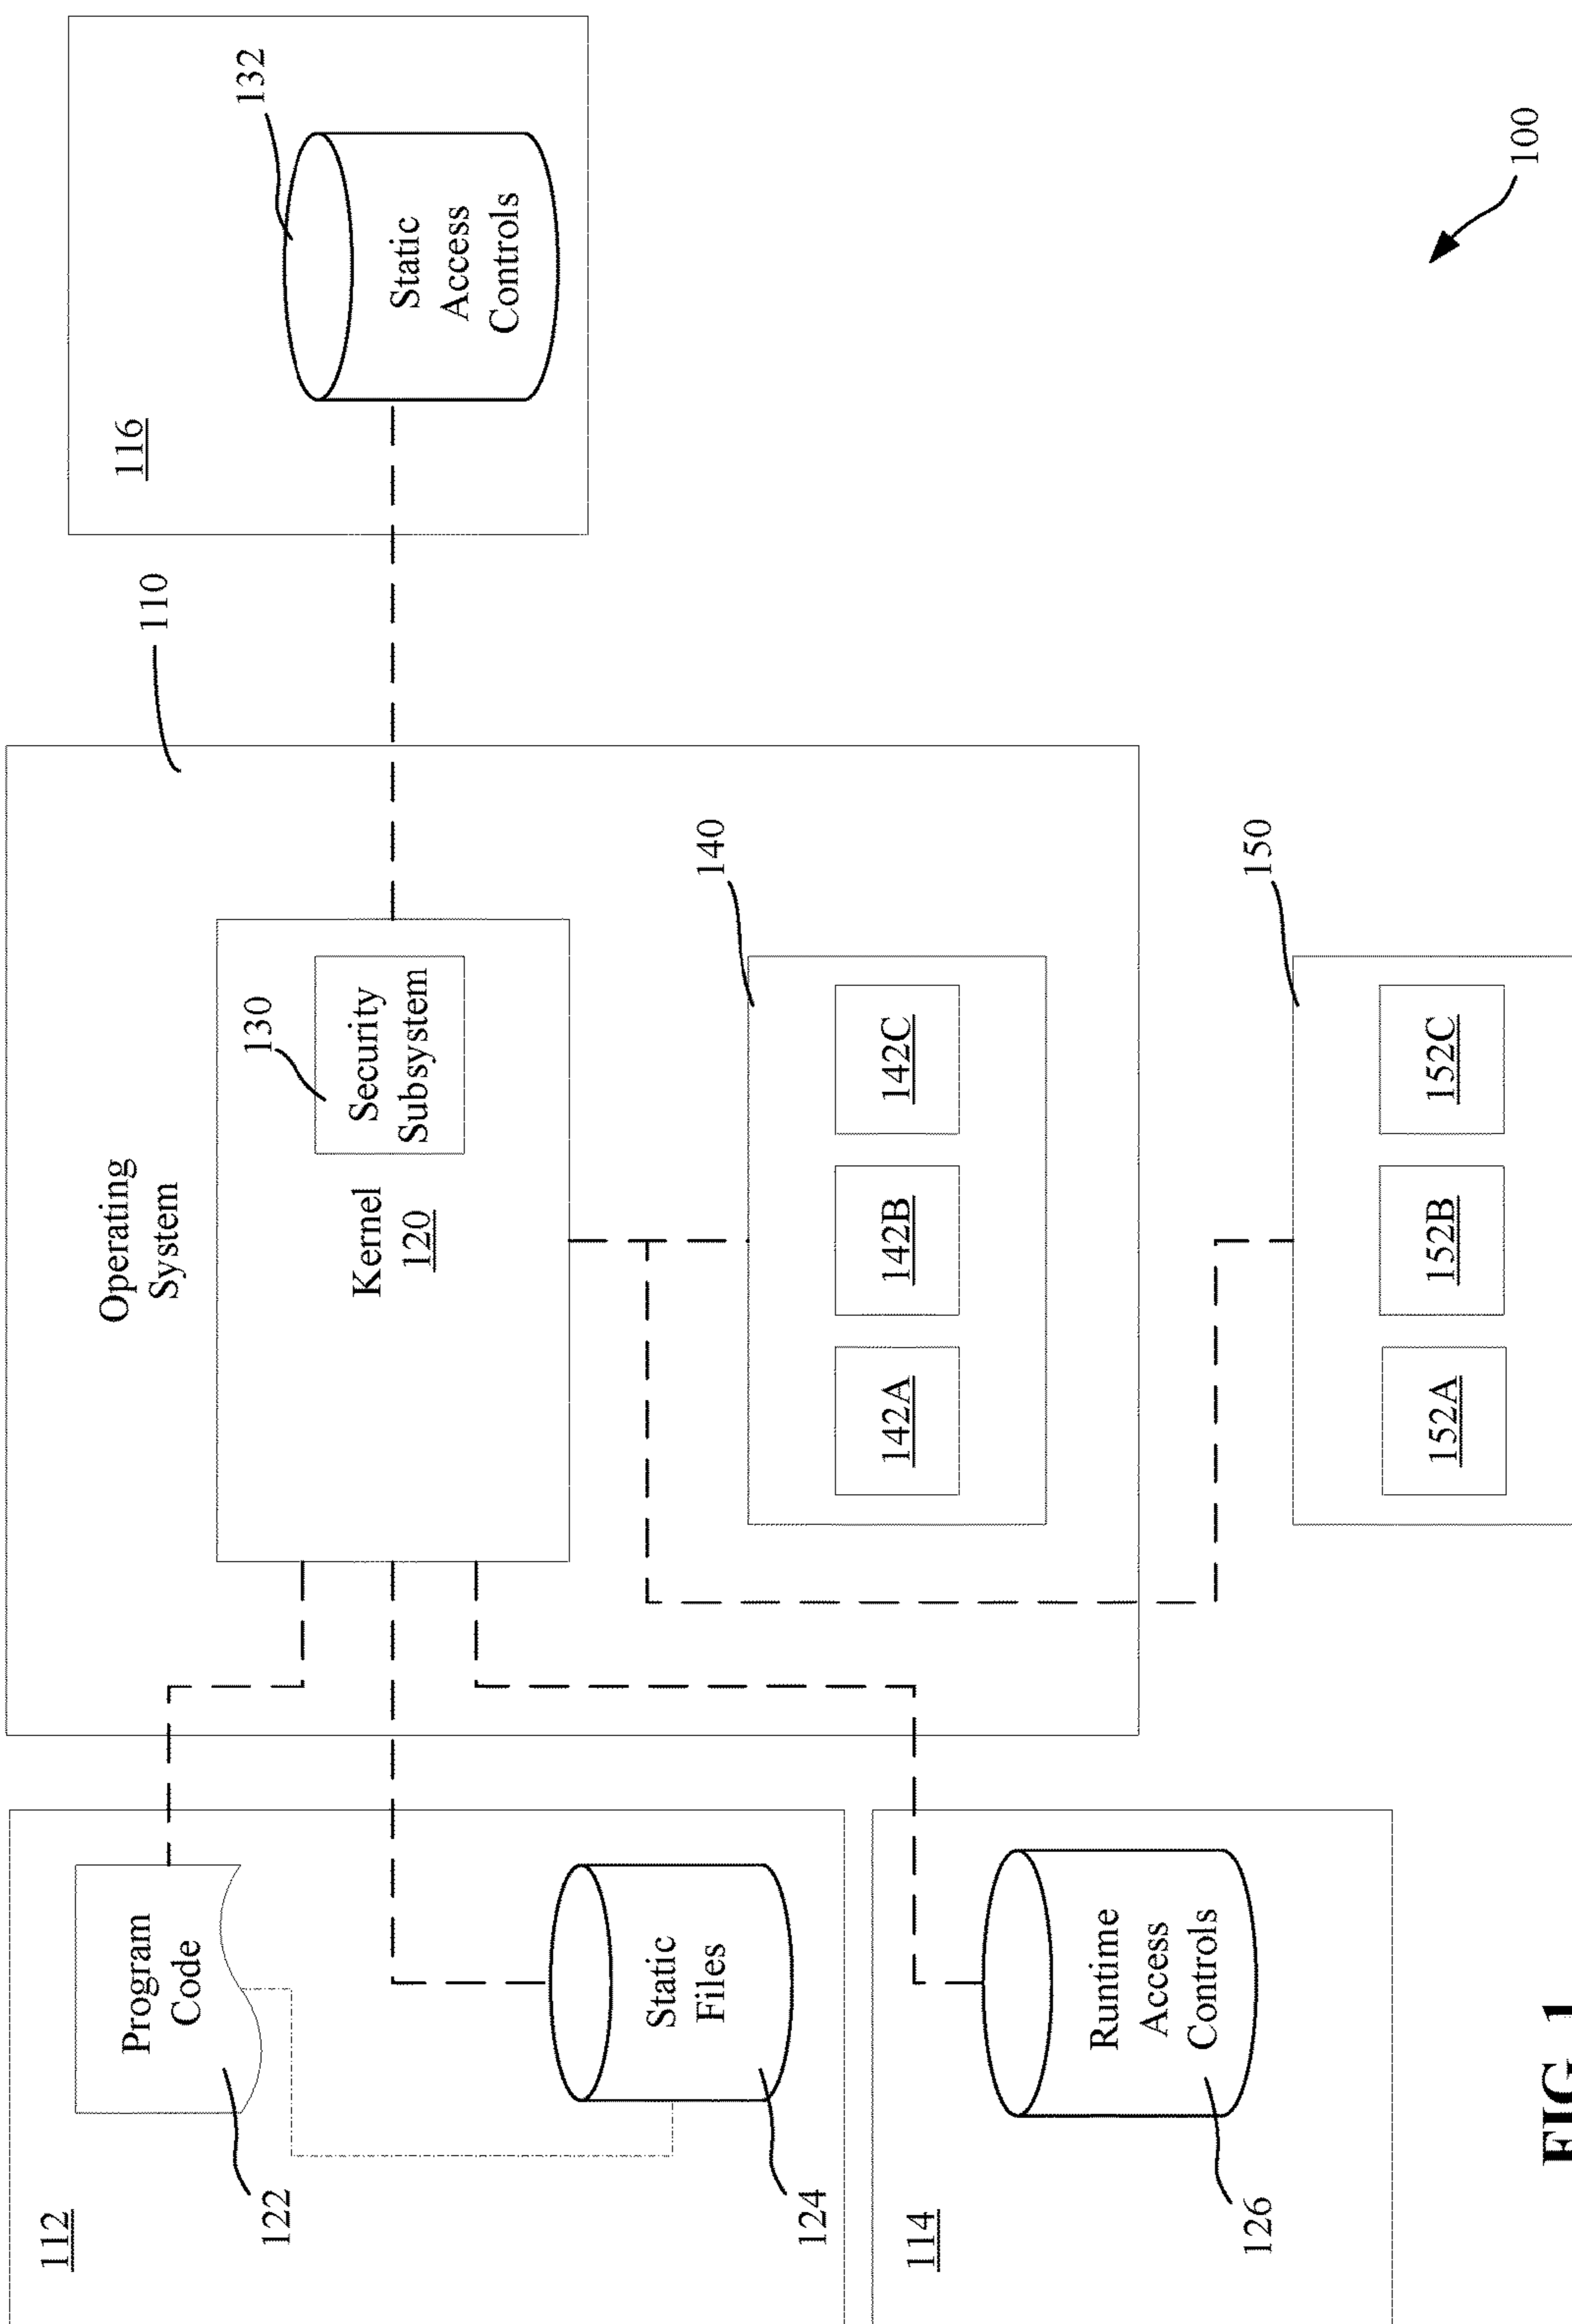 112
Program
Code
122
Static
Files
124
114
Runtime
Access
Controls
126
Operating
System
110
Kernel
120
130
Security
Subsystem
140
142A
142B
142C
150
152A
152B
152C
116
132
Static
Access
Controls
100
FIG. 1